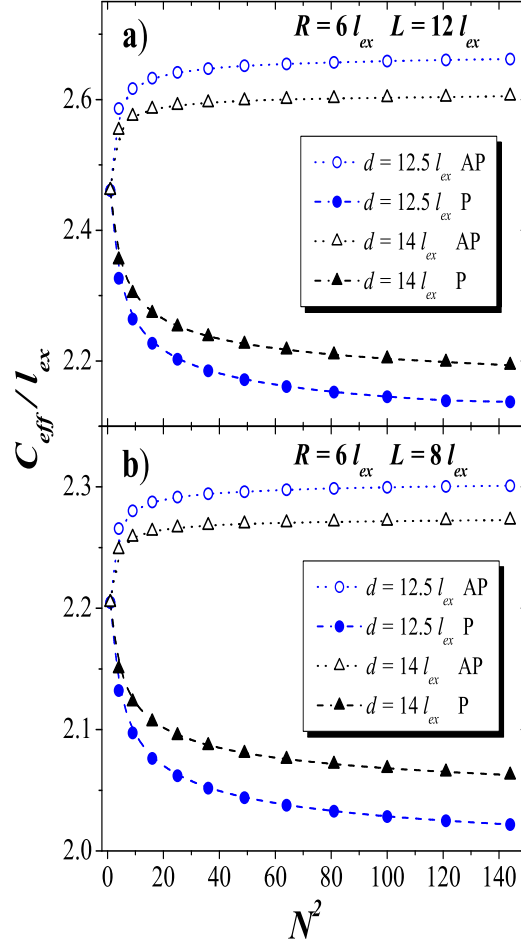 a)
R = 6 l_ex L = 12 l_ex
2.6
2.4
2.2
d = 12.5 l_ex AP
d = 12.5 l_ex P
d = 14 l_ex AP
d = 14 l_ex P
C_eff / l_ex
b)
R = 6 l_ex L = 8 l_ex
2.3
2.2
2.1
2.0
d = 12.5 l_ex AP
d = 12.5 l_ex P
d = 14 l_ex AP
d = 14 l_ex P
0 20 40 60 80 100 120 140
N²